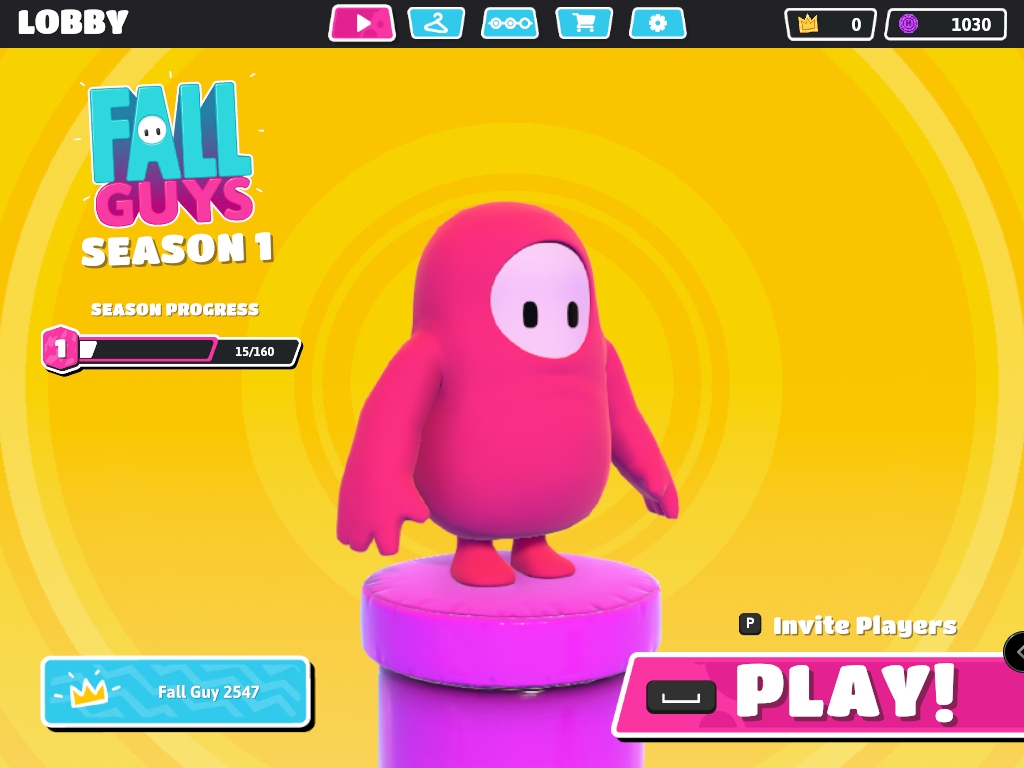 LOBBY
0
1030
FALL
GUYS
SEASON 1
SEASON PROGRESS
1
15/160
P Invite Players
Fall Guy 2547
PLAY!